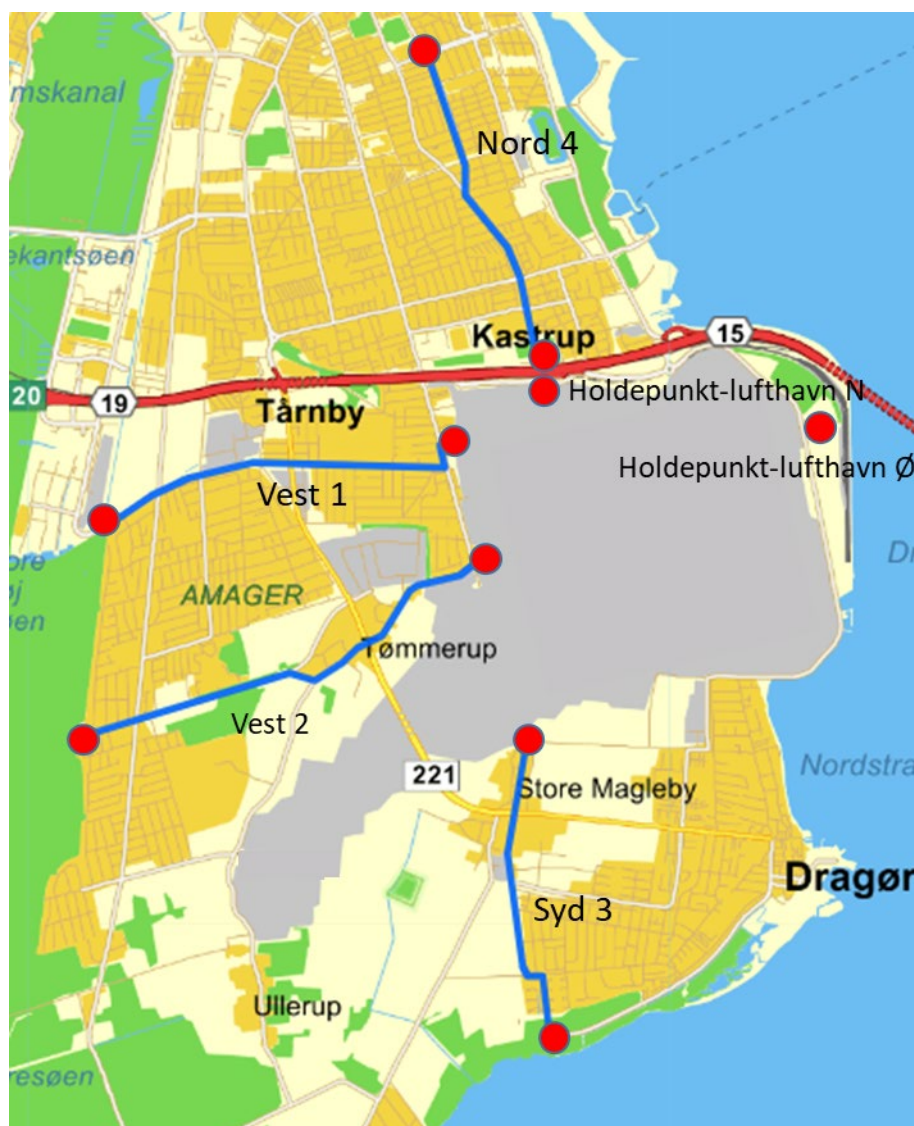 mskanal
Nord 4
ekantsøen
Kastrup
15
20
19
Holdepunkt-lufthavn N
Tårnby
Holdepunkt-lufthavn Ø
Vest 1
AMAGER
Tømmerup
Vest 2
221
Nordstra
Store Magleby
Dragør
Syd 3
Ullerup
resøen